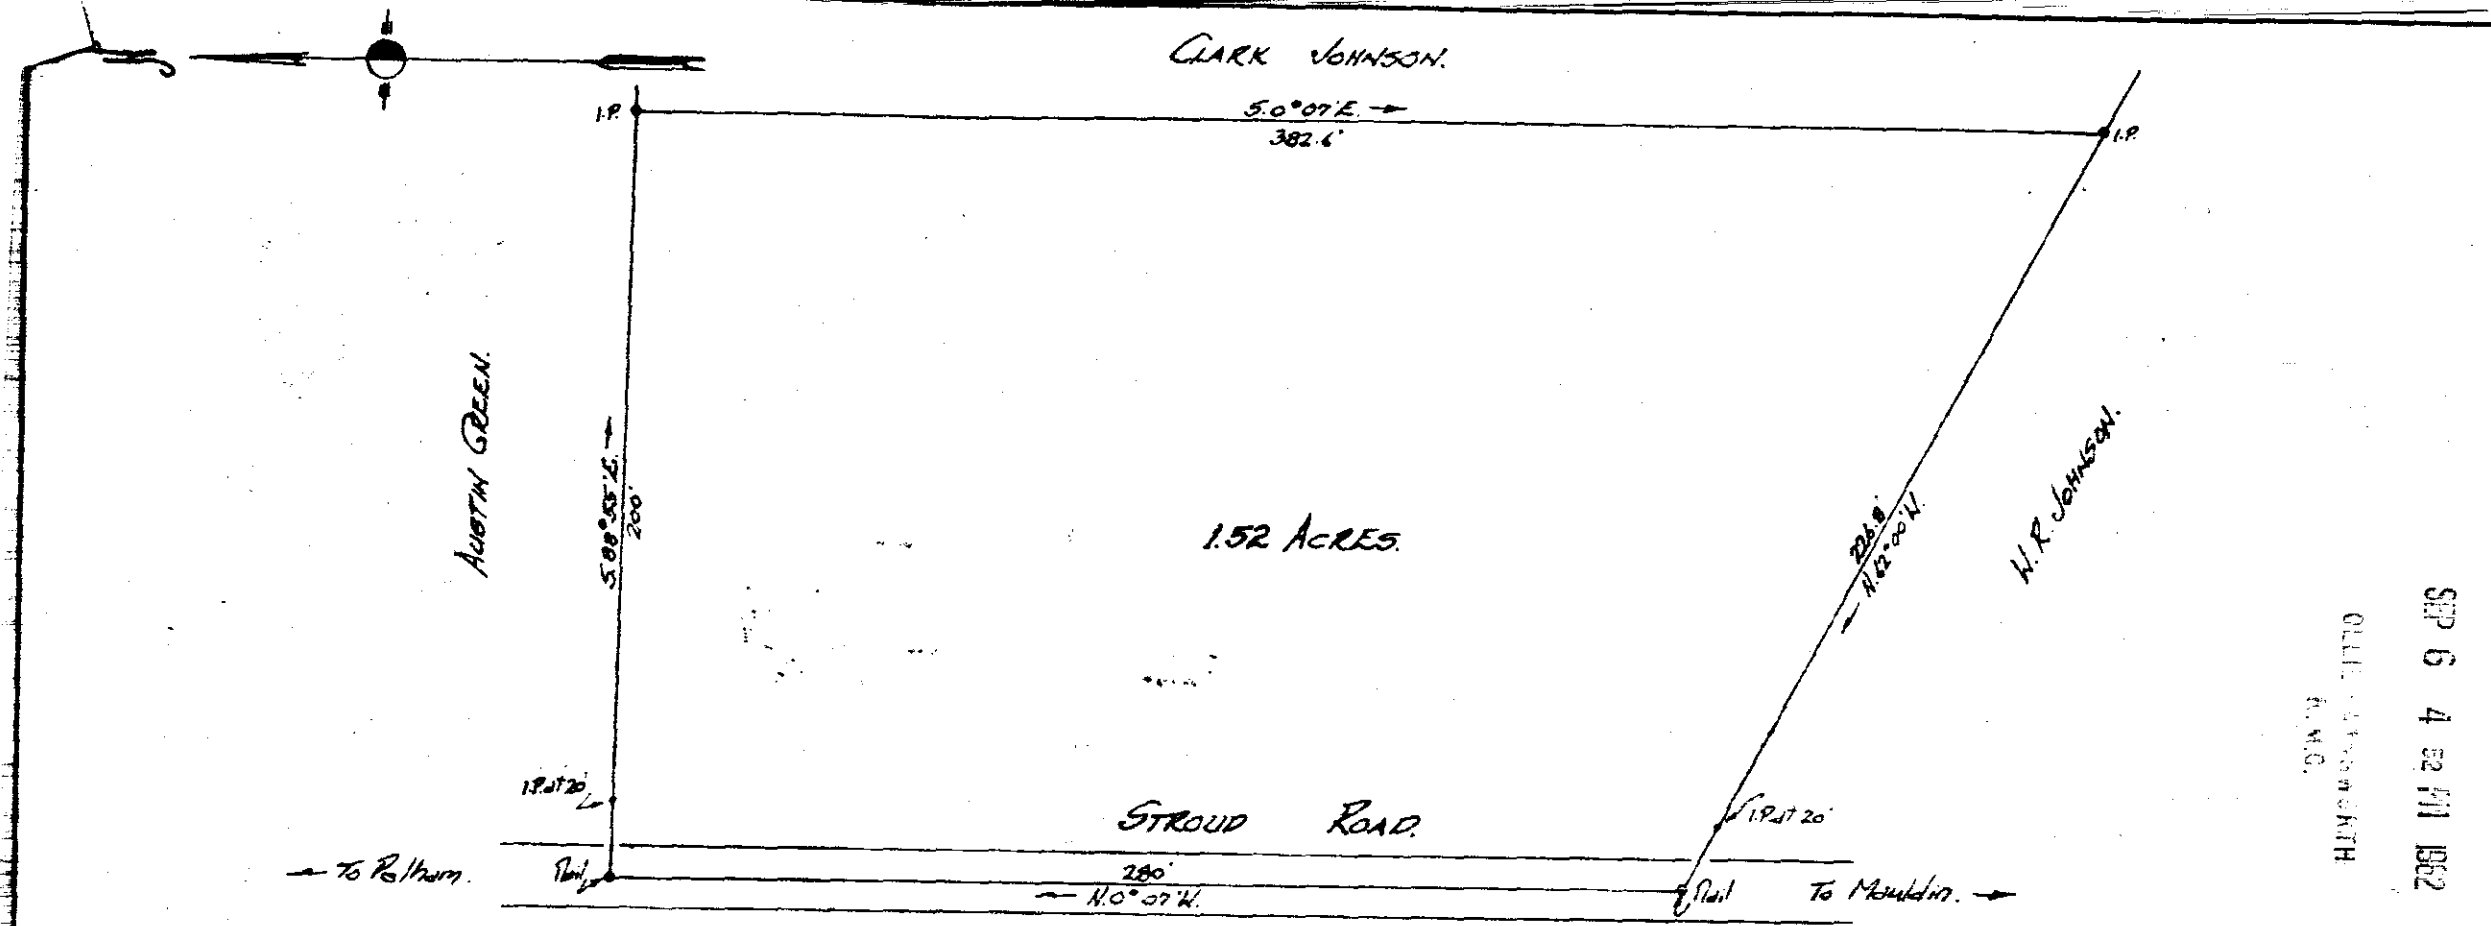 CLARK JOHNSON.
I.P.
S.0°07'E.
382.6'
I.P.
AUSTIN GREEN.
S.88°55'E.
200'
1.52 ACRES.
226.8'
N.62°00'W.
W. R. JOHNSON.
I.P. at 20'
STROUD ROAD.
I.P. at 20'
To Pelham.
Nail
280'
N.0°07'W.
Nail
To Mauldin.
SEP 6 4 52 PM 1962
R.M.C.